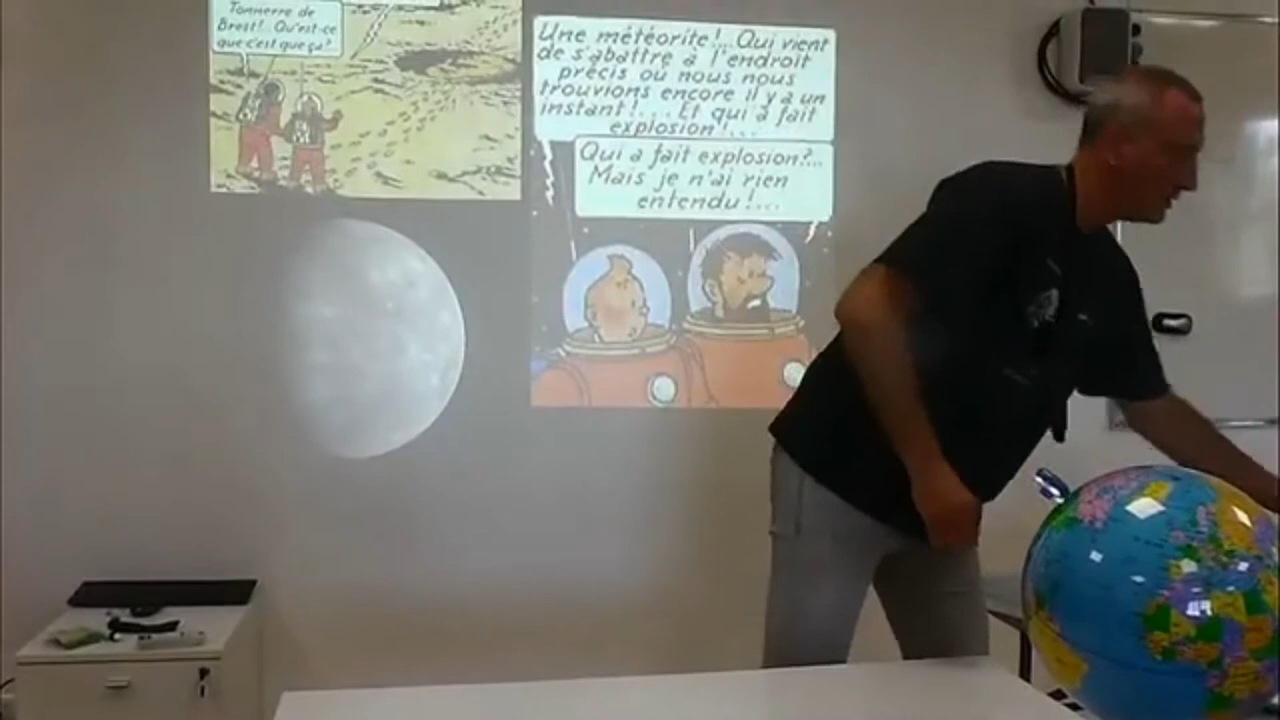 Tonnerre de
Brest! Qu'est-ce
que c'est que ça?
Une météorite!... Qui vient
de s'abattre à l'endroit
précis où nous nous
trouvions encore il y a un
instant!... Et qui a fait
explosion!...
Qui a fait explosion?...
Mais je n'ai rien
entendu!...